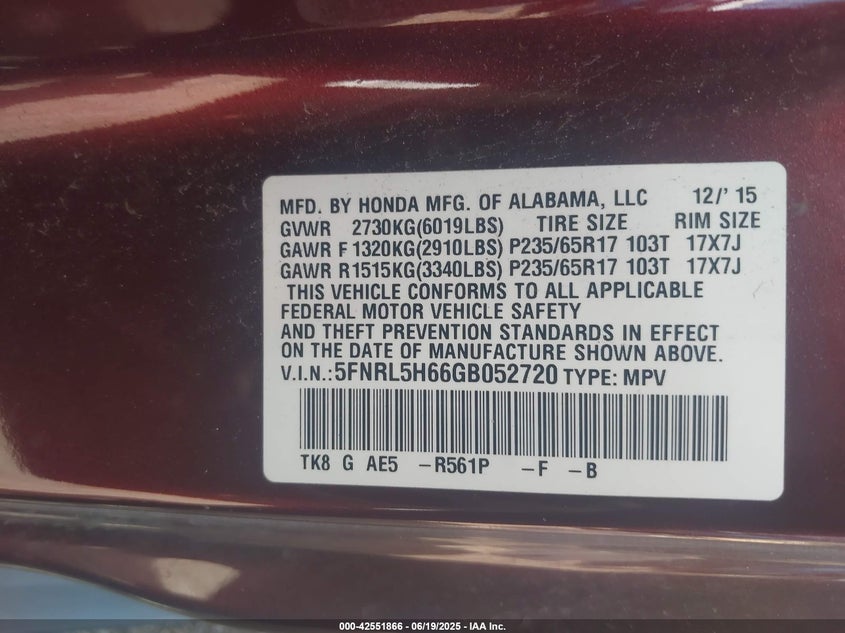 MFD. BY HONDA MFG. OF ALABAMA, LLC 12/' 15
GVWR 2730KG(6019LBS) TIRE SIZE RIM SIZE
GAWR F 1320KG(2910LBS) P235/65R17 103T 17X7J
GAWR R1515KG(3340LBS) P235/65R17 103T 17X7J
THIS VEHICLE CONFORMS TO ALL APPLICABLE
FEDERAL MOTOR VEHICLE SAFETY
AND THEFT PREVENTION STANDARDS IN EFFECT
ON THE DATE OF MANUFACTURE SHOWN ABOVE.
V.I.N.:5FNRL5H66GB052720 TYPE: MPV
TK8 G AE5 -R561P -F -B
000-42551866 - 06/19/2025 - IAA Inc.